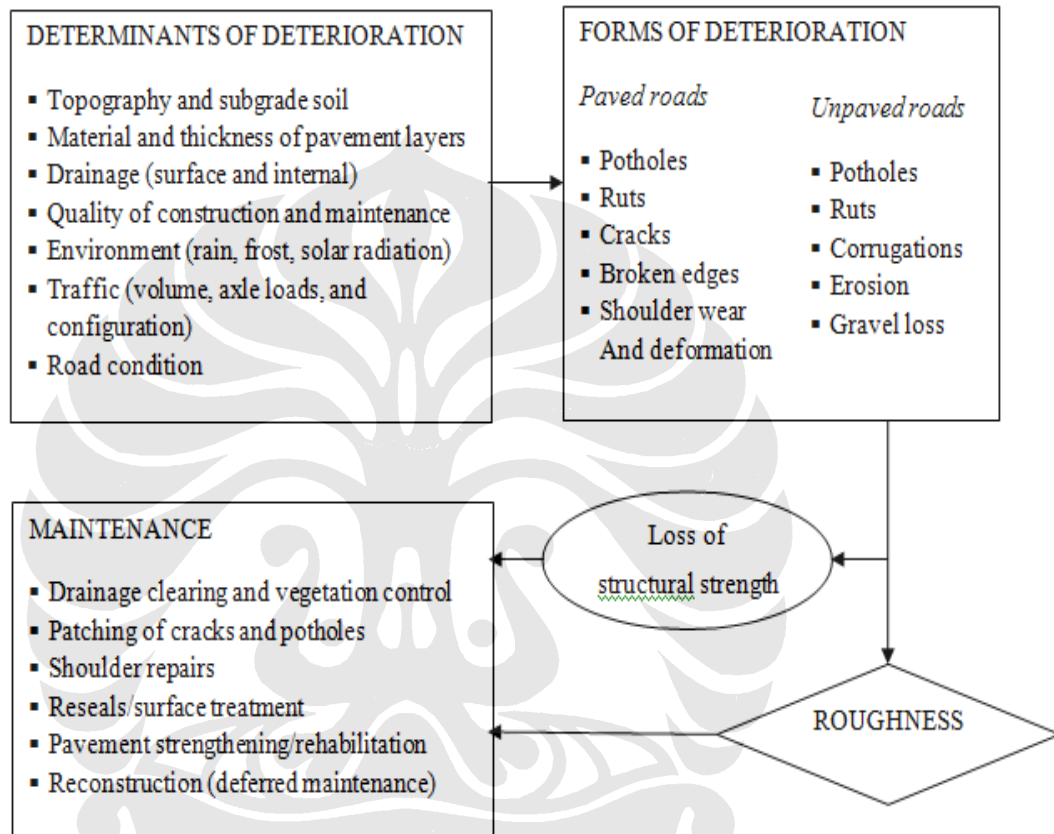 DETERMINANTS OF DETERIORATION
▪ Topography and subgrade soil
▪ Material and thickness of pavement layers
▪ Drainage (surface and internal)
▪ Quality of construction and maintenance
▪ Environment (rain, frost, solar radiation)
▪ Traffic (volume, axle loads, and
configuration)
▪ Road condition
FORMS OF DETERIORATION
Paved roads
▪ Potholes
▪ Ruts
▪ Cracks
▪ Broken edges
▪ Shoulder wear
And deformation
Unpaved roads
▪ Potholes
▪ Ruts
▪ Corrugations
▪ Erosion
▪ Gravel loss
Loss of
structural strength
ROUGHNESS
MAINTENANCE
▪ Drainage clearing and vegetation control
▪ Patching of cracks and potholes
▪ Shoulder repairs
▪ Reseals/surface treatment
▪ Pavement strengthening/rehabilitation
▪ Reconstruction (deferred maintenance)